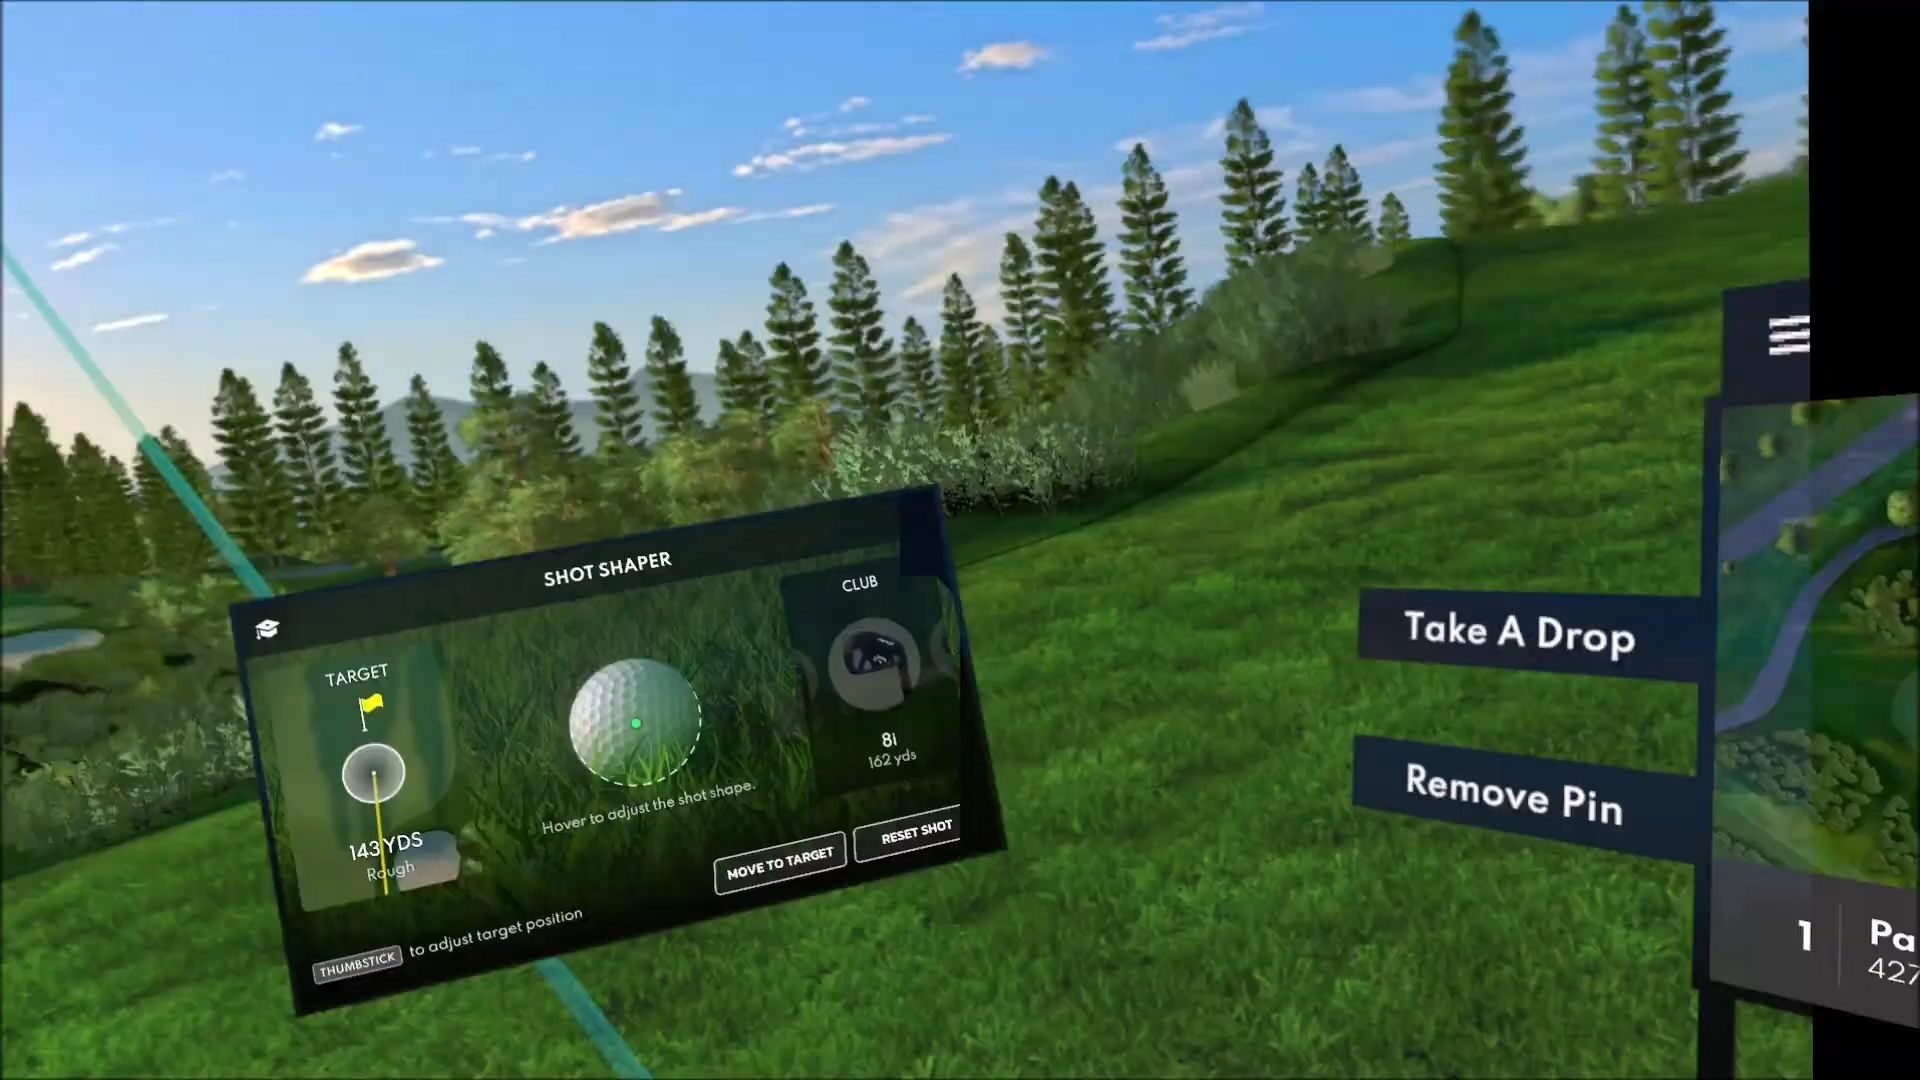 SHOT SHAPER
TARGET
143 YDS
Rough
Hover to adjust the shot shape.
CLUB
8i
162 yds
MOVE TO TARGET
RESET SHOT
THUMBSTICK to adjust target position
Take A Drop
Remove Pin
1
Pa
427